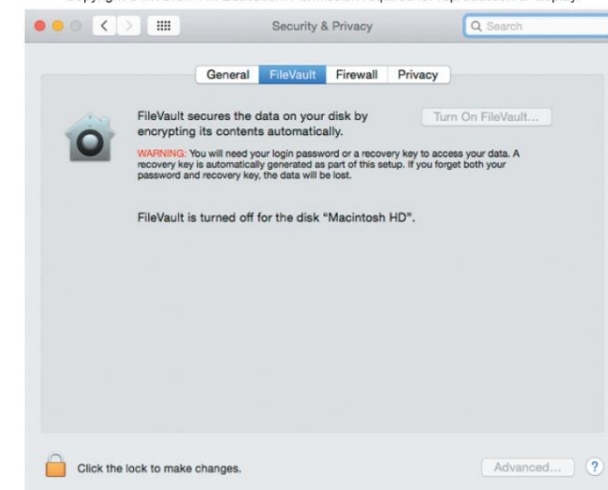 Security & Privacy
Search
General FileVault Firewall Privacy
FileVault secures the data on your disk by
encrypting its contents automatically.
Turn On FileVault...
WARNING: You will need your login password or a recovery key to access your data. A
recovery key is automatically generated as part of this setup. If you forget both your
password and recovery key, the data will be lost.
FileVault is turned off for the disk “Macintosh HD”.
Click the lock to make changes.
Advanced...
?